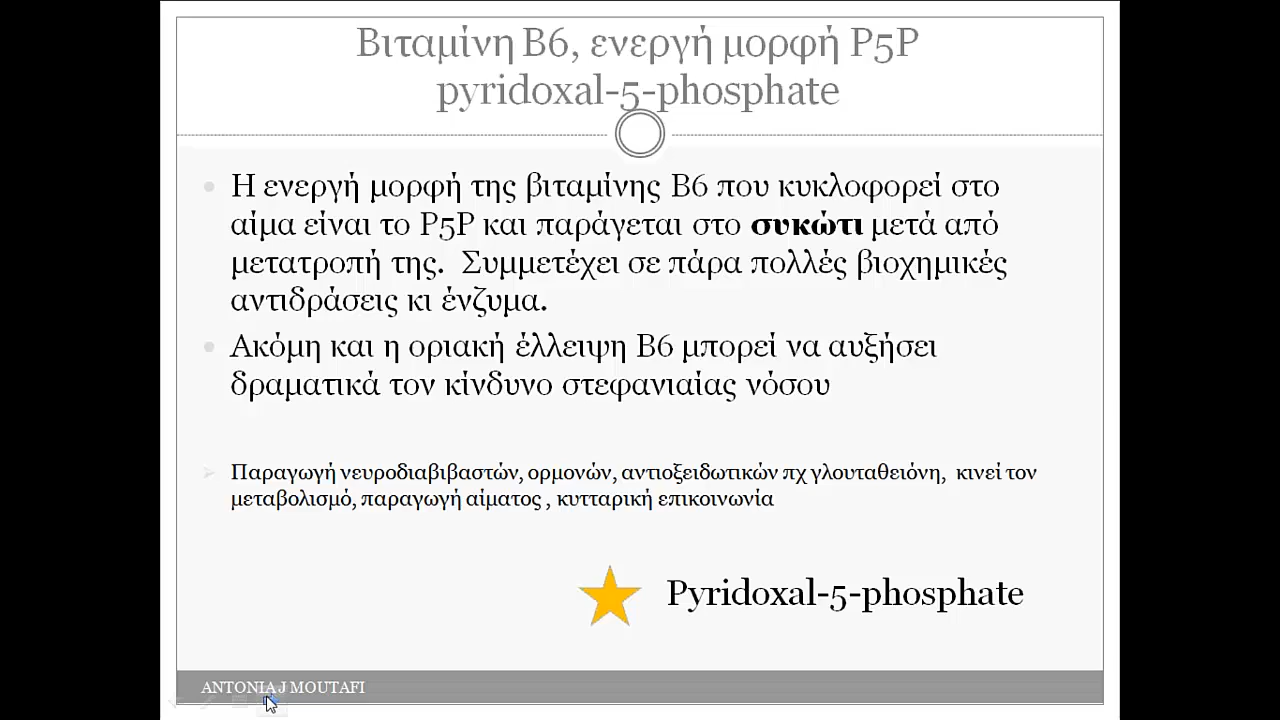 Βιταμίνη Β6, ενεργή μορφή P5P
pyridoxal-5-phosphate
Η ενεργή μορφή της βιταμίνης Β6 που κυκλοφορεί στο
αίμα είναι το P5P και παράγεται στο συκώτι μετά από
μετατροπή της. Συμμετέχει σε πάρα πολλές βιοχημικές
αντιδράσεις κι ένζυμα.
Ακόμη και η οριακή έλλειψη Β6 μπορεί να αυξήσει
δραματικά τον κίνδυνο στεφανιαίας νόσου
Παραγωγή νευροδιαβιβαστών, ορμονών, αντιοξειδωτικών πχ γλουταθειόνη, κινεί τον
μεταβολισμό, παραγωγή αίματος , κυτταρική επικοινωνία
Pyridoxal-5-phosphate
ANTONIA J MOUTAFI